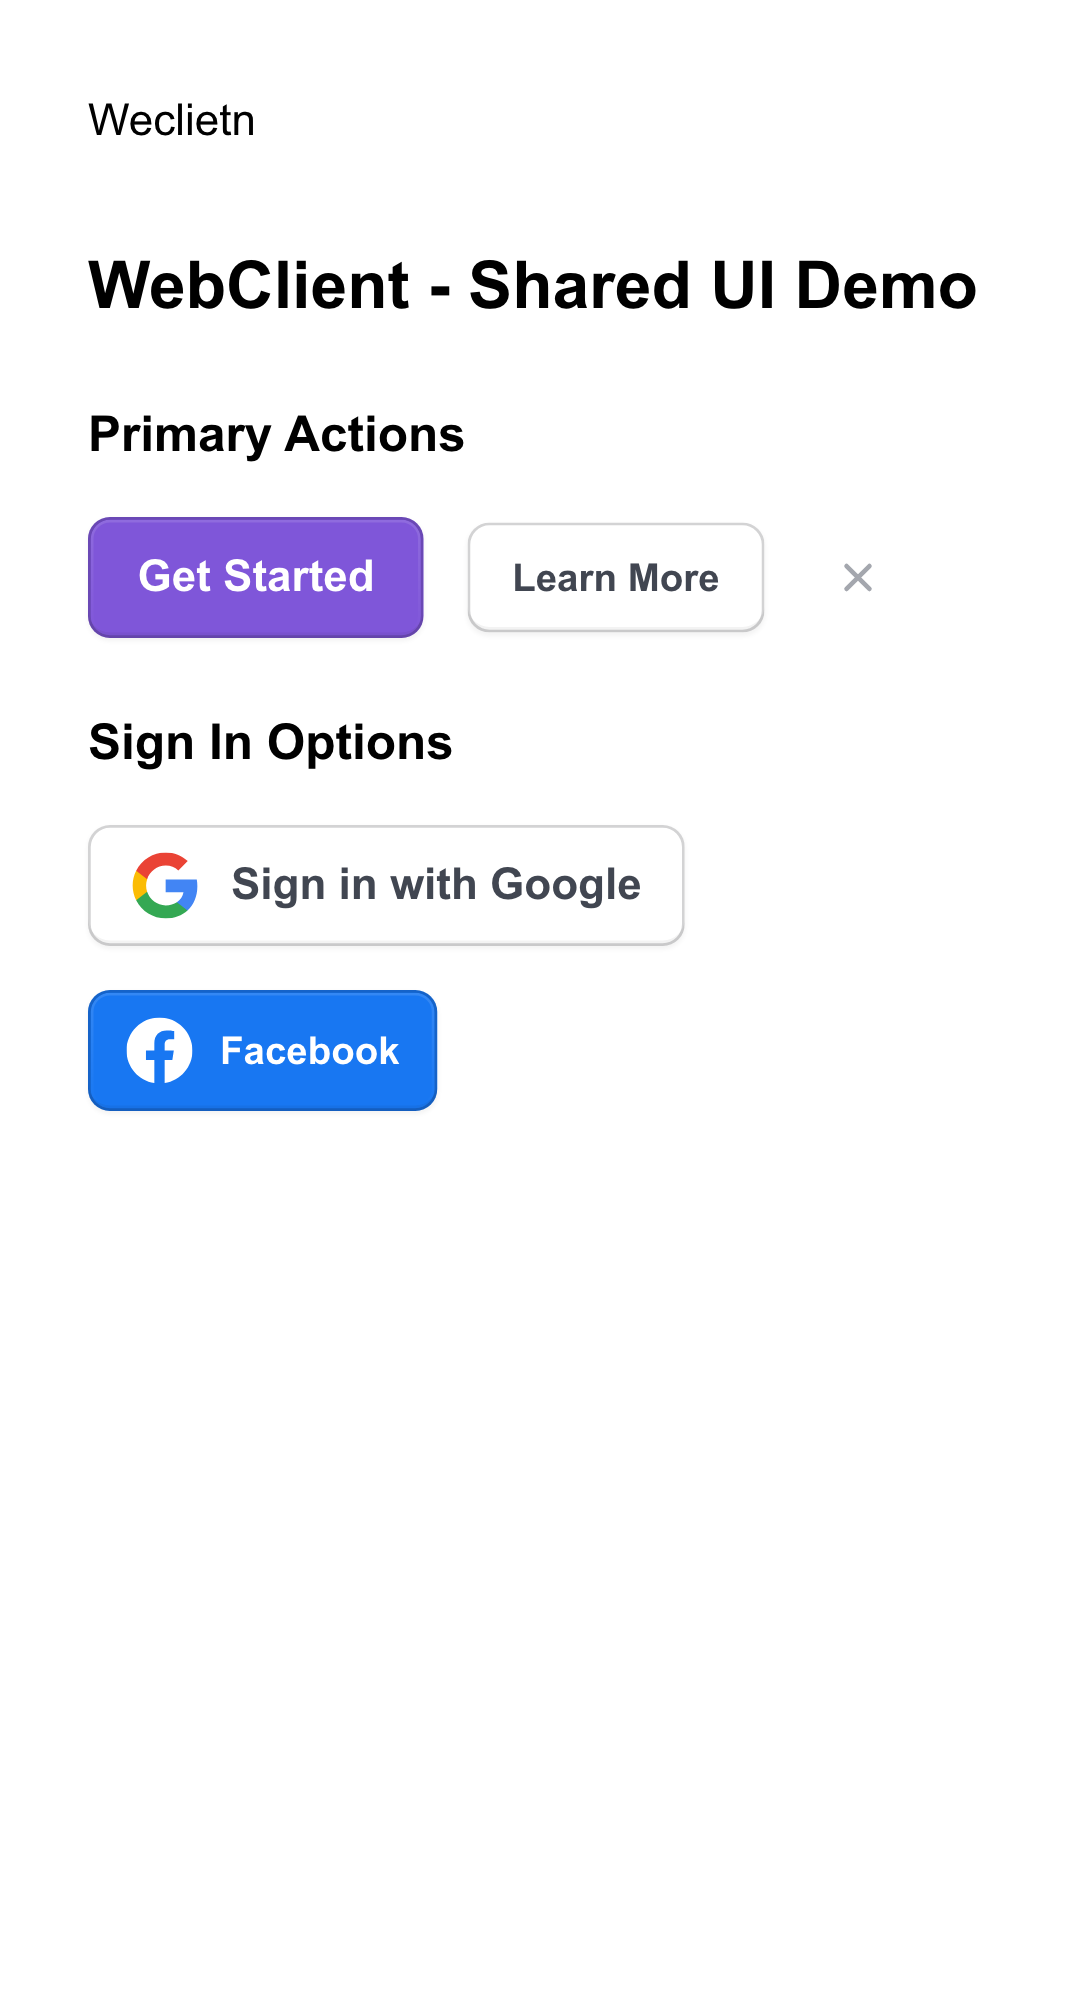 Weclietn
WebClient - Shared UI Demo
Primary Actions
Get Started
Learn More
Sign In Options
Sign in with Google
Facebook